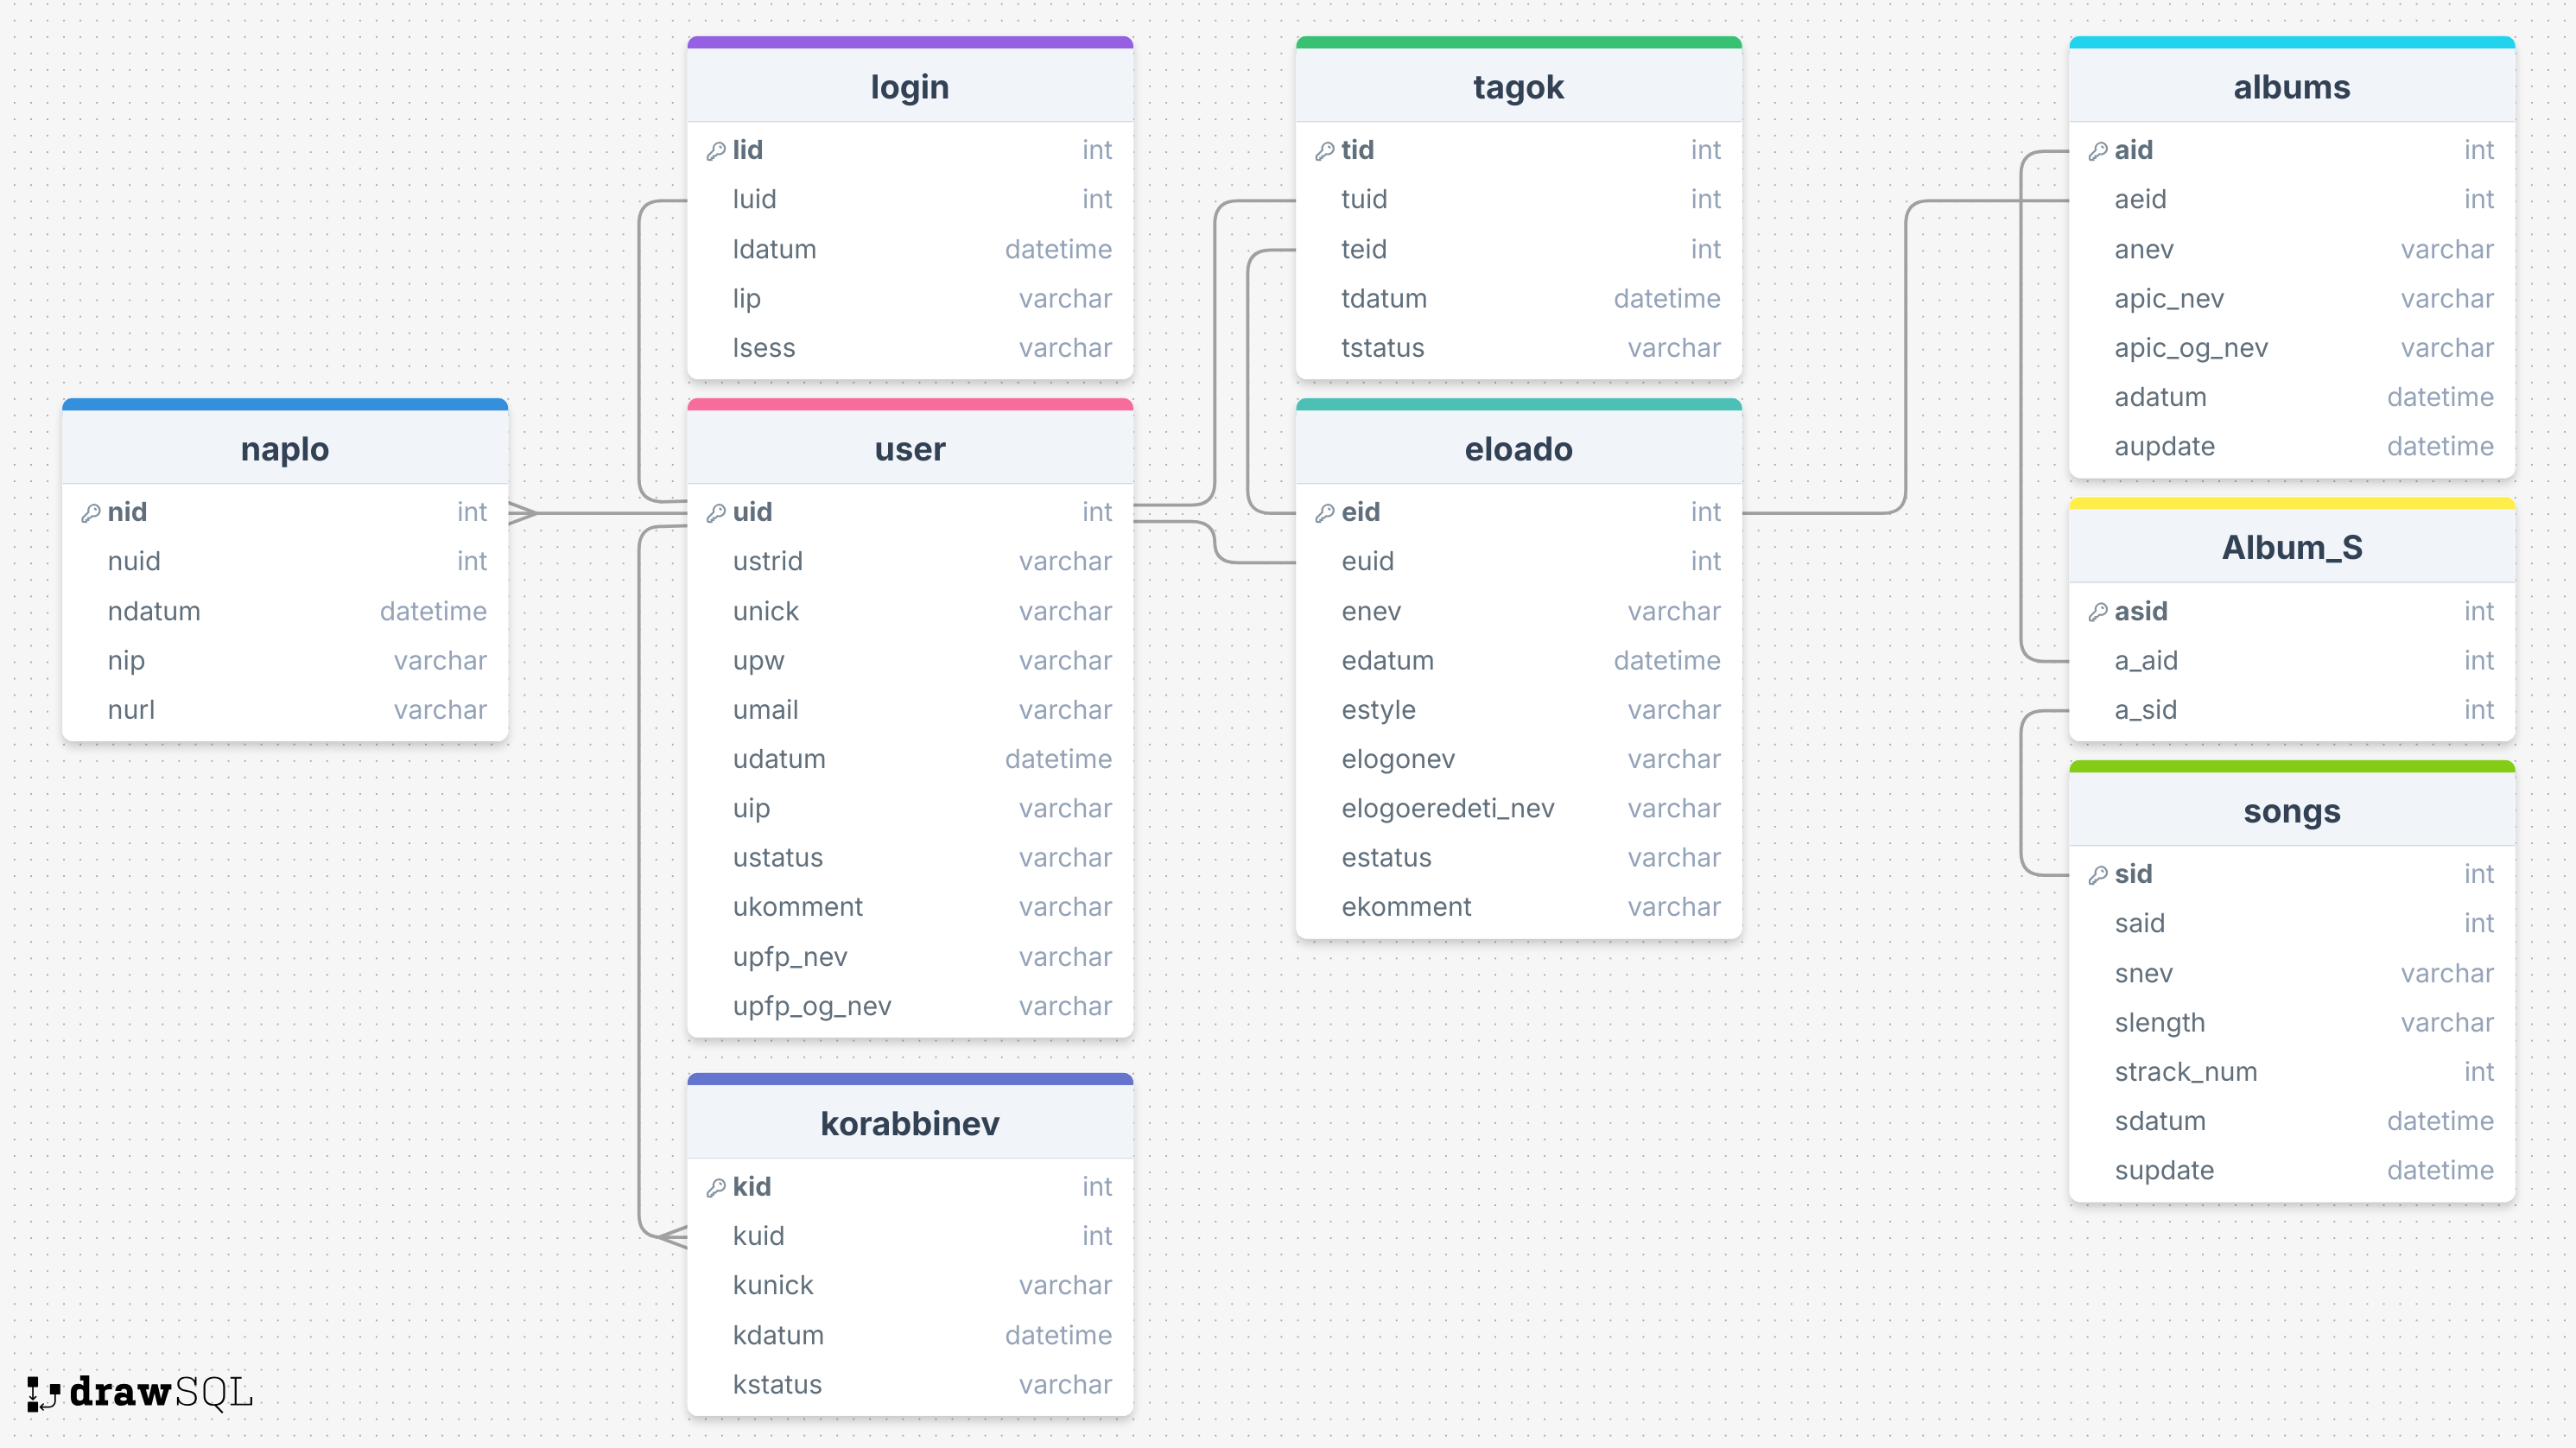 login
lid int
luid int
ldatum datetime
lip varchar
lsess varchar
tagok
tid int
tuid int
teid int
tdatum datetime
tstatus varchar
albums
aid int
aeid int
anev varchar
apic_nev varchar
apic_og_nev varchar
adatum datetime
aupdate datetime
naplo
nid int
nuid int
ndatum datetime
nip varchar
nurl varchar
user
uid int
ustrid varchar
unick varchar
upw varchar
umail varchar
udatum datetime
uip varchar
ustatus varchar
ukomment varchar
upfp_nev varchar
upfp_og_nev varchar
eloado
eid int
euid int
enev varchar
edatum datetime
estyle varchar
elogonev varchar
elogoeredeti_nev varchar
estatus varchar
ekomment varchar
Album_S
asid int
a_aid int
a_sid int
songs
sid int
said int
snev varchar
slength varchar
strack_num int
sdatum datetime
supdate datetime
korabbinev
kid int
kuid int
kunick varchar
kdatum datetime
kstatus varchar
drawSQL